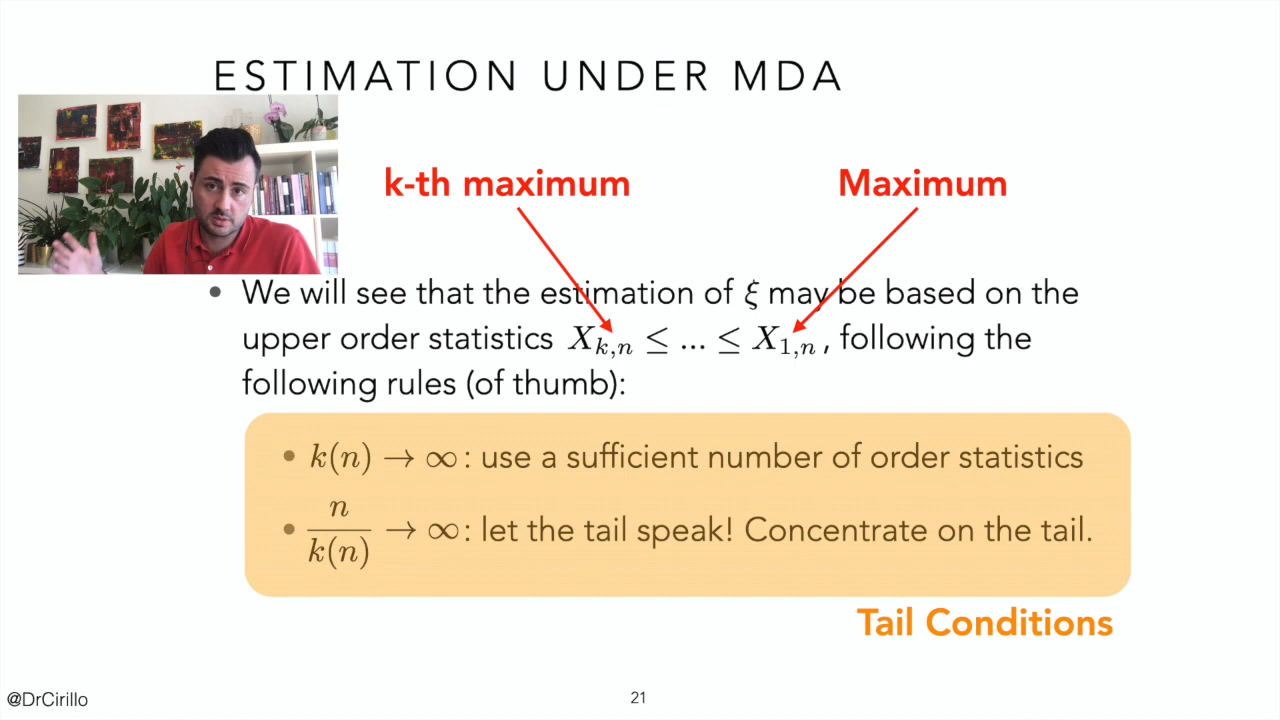 ESTIMATION UNDER MDA
k-th maximum
Maximum
• We will see that the estimation of ξ may be based on the
upper order statistics X_{k,n} ≤ ... ≤ X_{1,n}, following the
following rules (of thumb):
• k(n) → ∞: use a sufficient number of order statistics
• n/k(n) → ∞: let the tail speak! Concentrate on the tail.
Tail Conditions
@DrCirillo
21